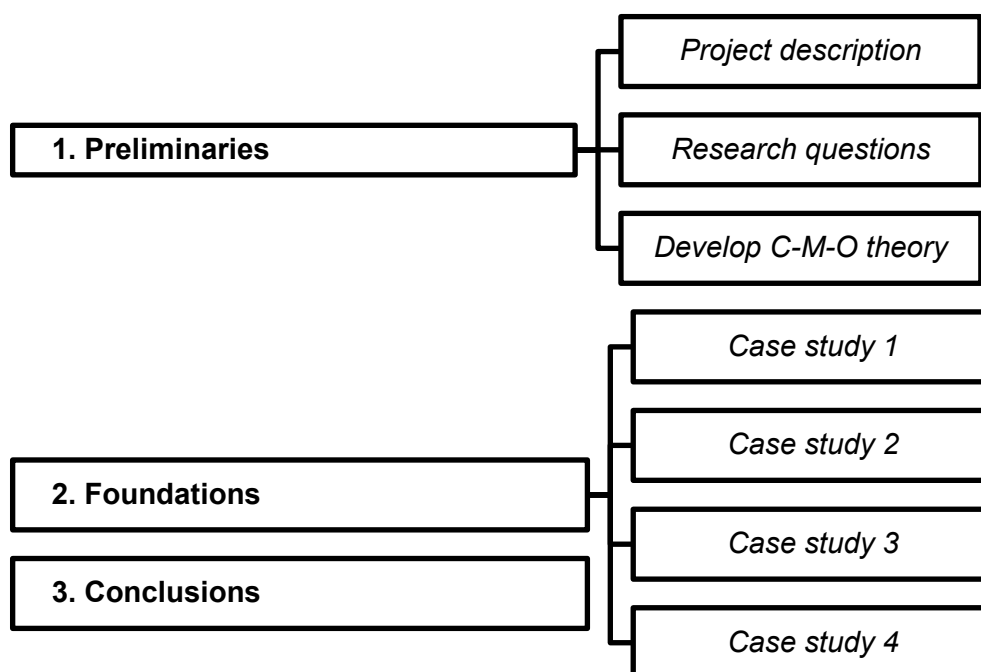 1. Preliminaries
Project description
Research questions
Develop C-M-O theory
2. Foundations
Case study 1
Case study 2
Case study 3
Case study 4
3. Conclusions